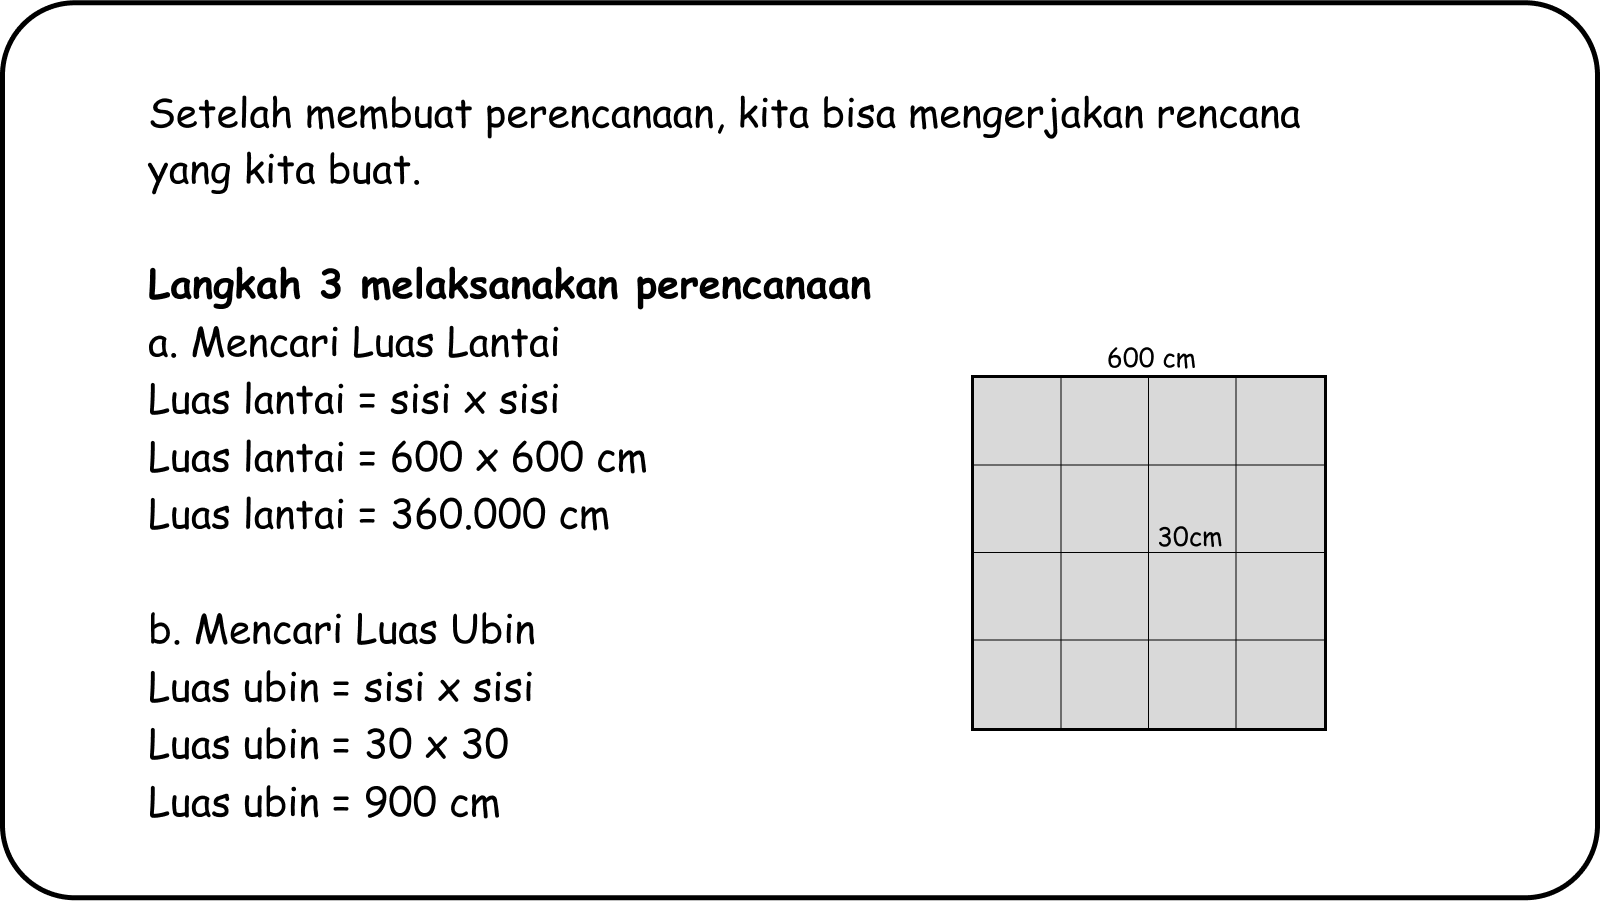 Setelah membuat perencanaan, kita bisa mengerjakan rencana
yang kita buat.
Langkah 3 melaksanakan perencanaan
a. Mencari Luas Lantai
Luas lantai = sisi x sisi
Luas lantai = 600 x 600 cm
Luas lantai = 360.000 cm
b. Mencari Luas Ubin
Luas ubin = sisi x sisi
Luas ubin = 30 x 30
Luas ubin = 900 cm
600 cm
30cm